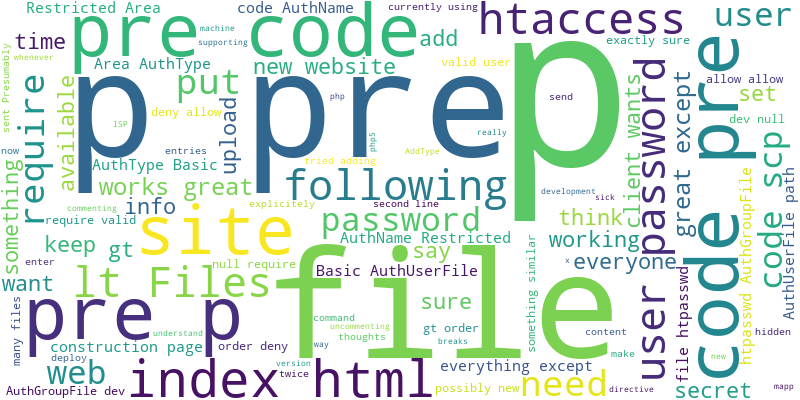 Restricted Area
pre
code
code AuthName
currently using
htaccess
user
machine
supporting
add
exactly sure
time
Area AuthType
new website
valid user
put
p
pre
p
code pre
allow allow
set
dev null
whenever
sent Presumably
require
available
upload
deny allow
ISP
php
send
php5
really
entries
AddType
tried adding
now
AuthType Basic
works great
following
development
sick
password
user password
great except
client wants
code scp
something
info
explicitly
second line
commenting
require valid
site
password
think
keep
gt
AuthName Restricted
say
working
everyone
enter
null require
Basic AuthUserFile
something similar
x
want
lt Files
file
sure
file htpasswd
htpasswd AuthGroupFile
AuthUserFile path
hidden
many files
pre p
command
uncommenting
gt order
breaks
thoughts
way
understand
construction page
order deny
content
make
deploy
web
index html
version
twice
everything except
possibly new
need
directive
secret
new
mapp
AuthGroupFile dev